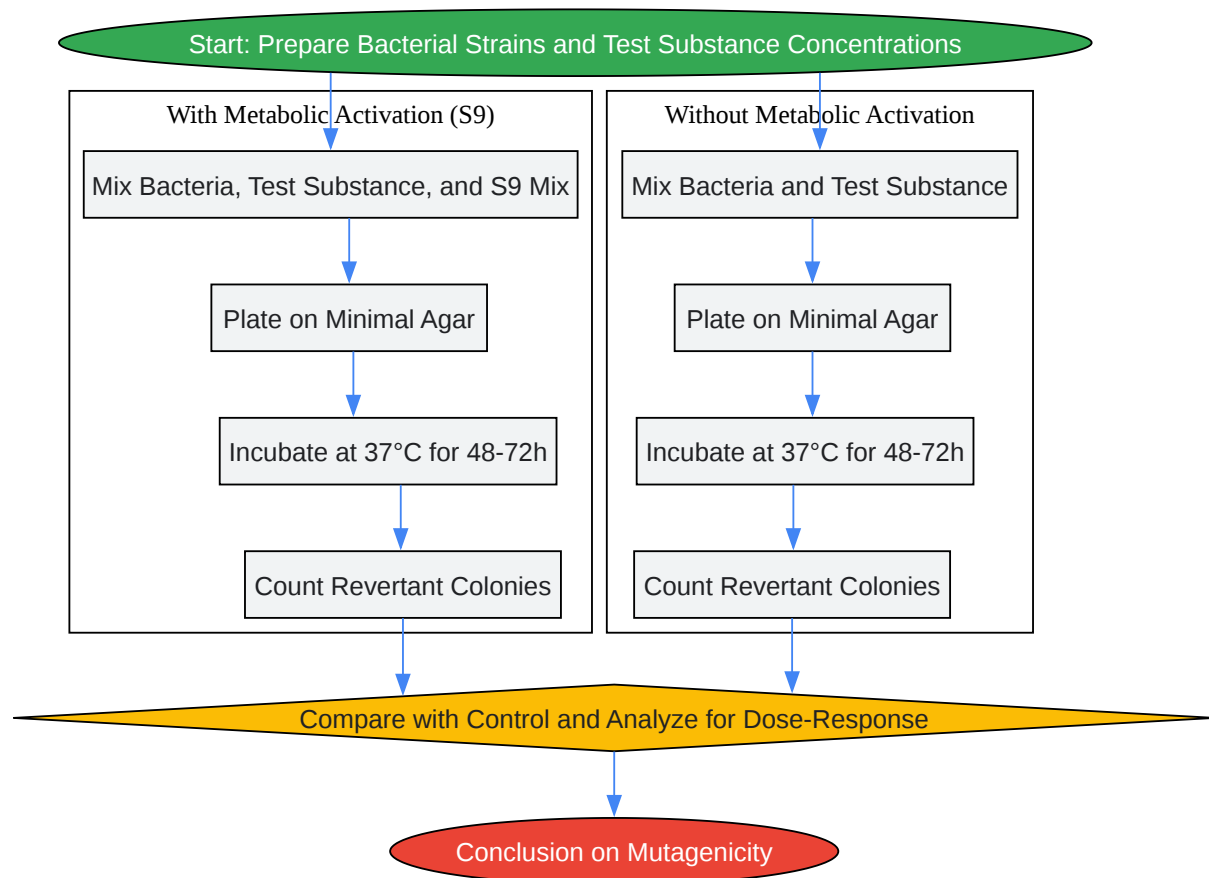 Start: Prepare Bacterial Strains and Test Substance Concentrations
With Metabolic Activation (S9)
Mix Bacteria, Test Substance, and S9 Mix
Plate on Minimal Agar
Incubate at 37°C for 48-72h
Count Revertant Colonies
Without Metabolic Activation
Mix Bacteria and Test Substance
Plate on Minimal Agar
Incubate at 37°C for 48-72h
Count Revertant Colonies
Compare with Control and Analyze for Dose-Response
Conclusion on Mutagenicity